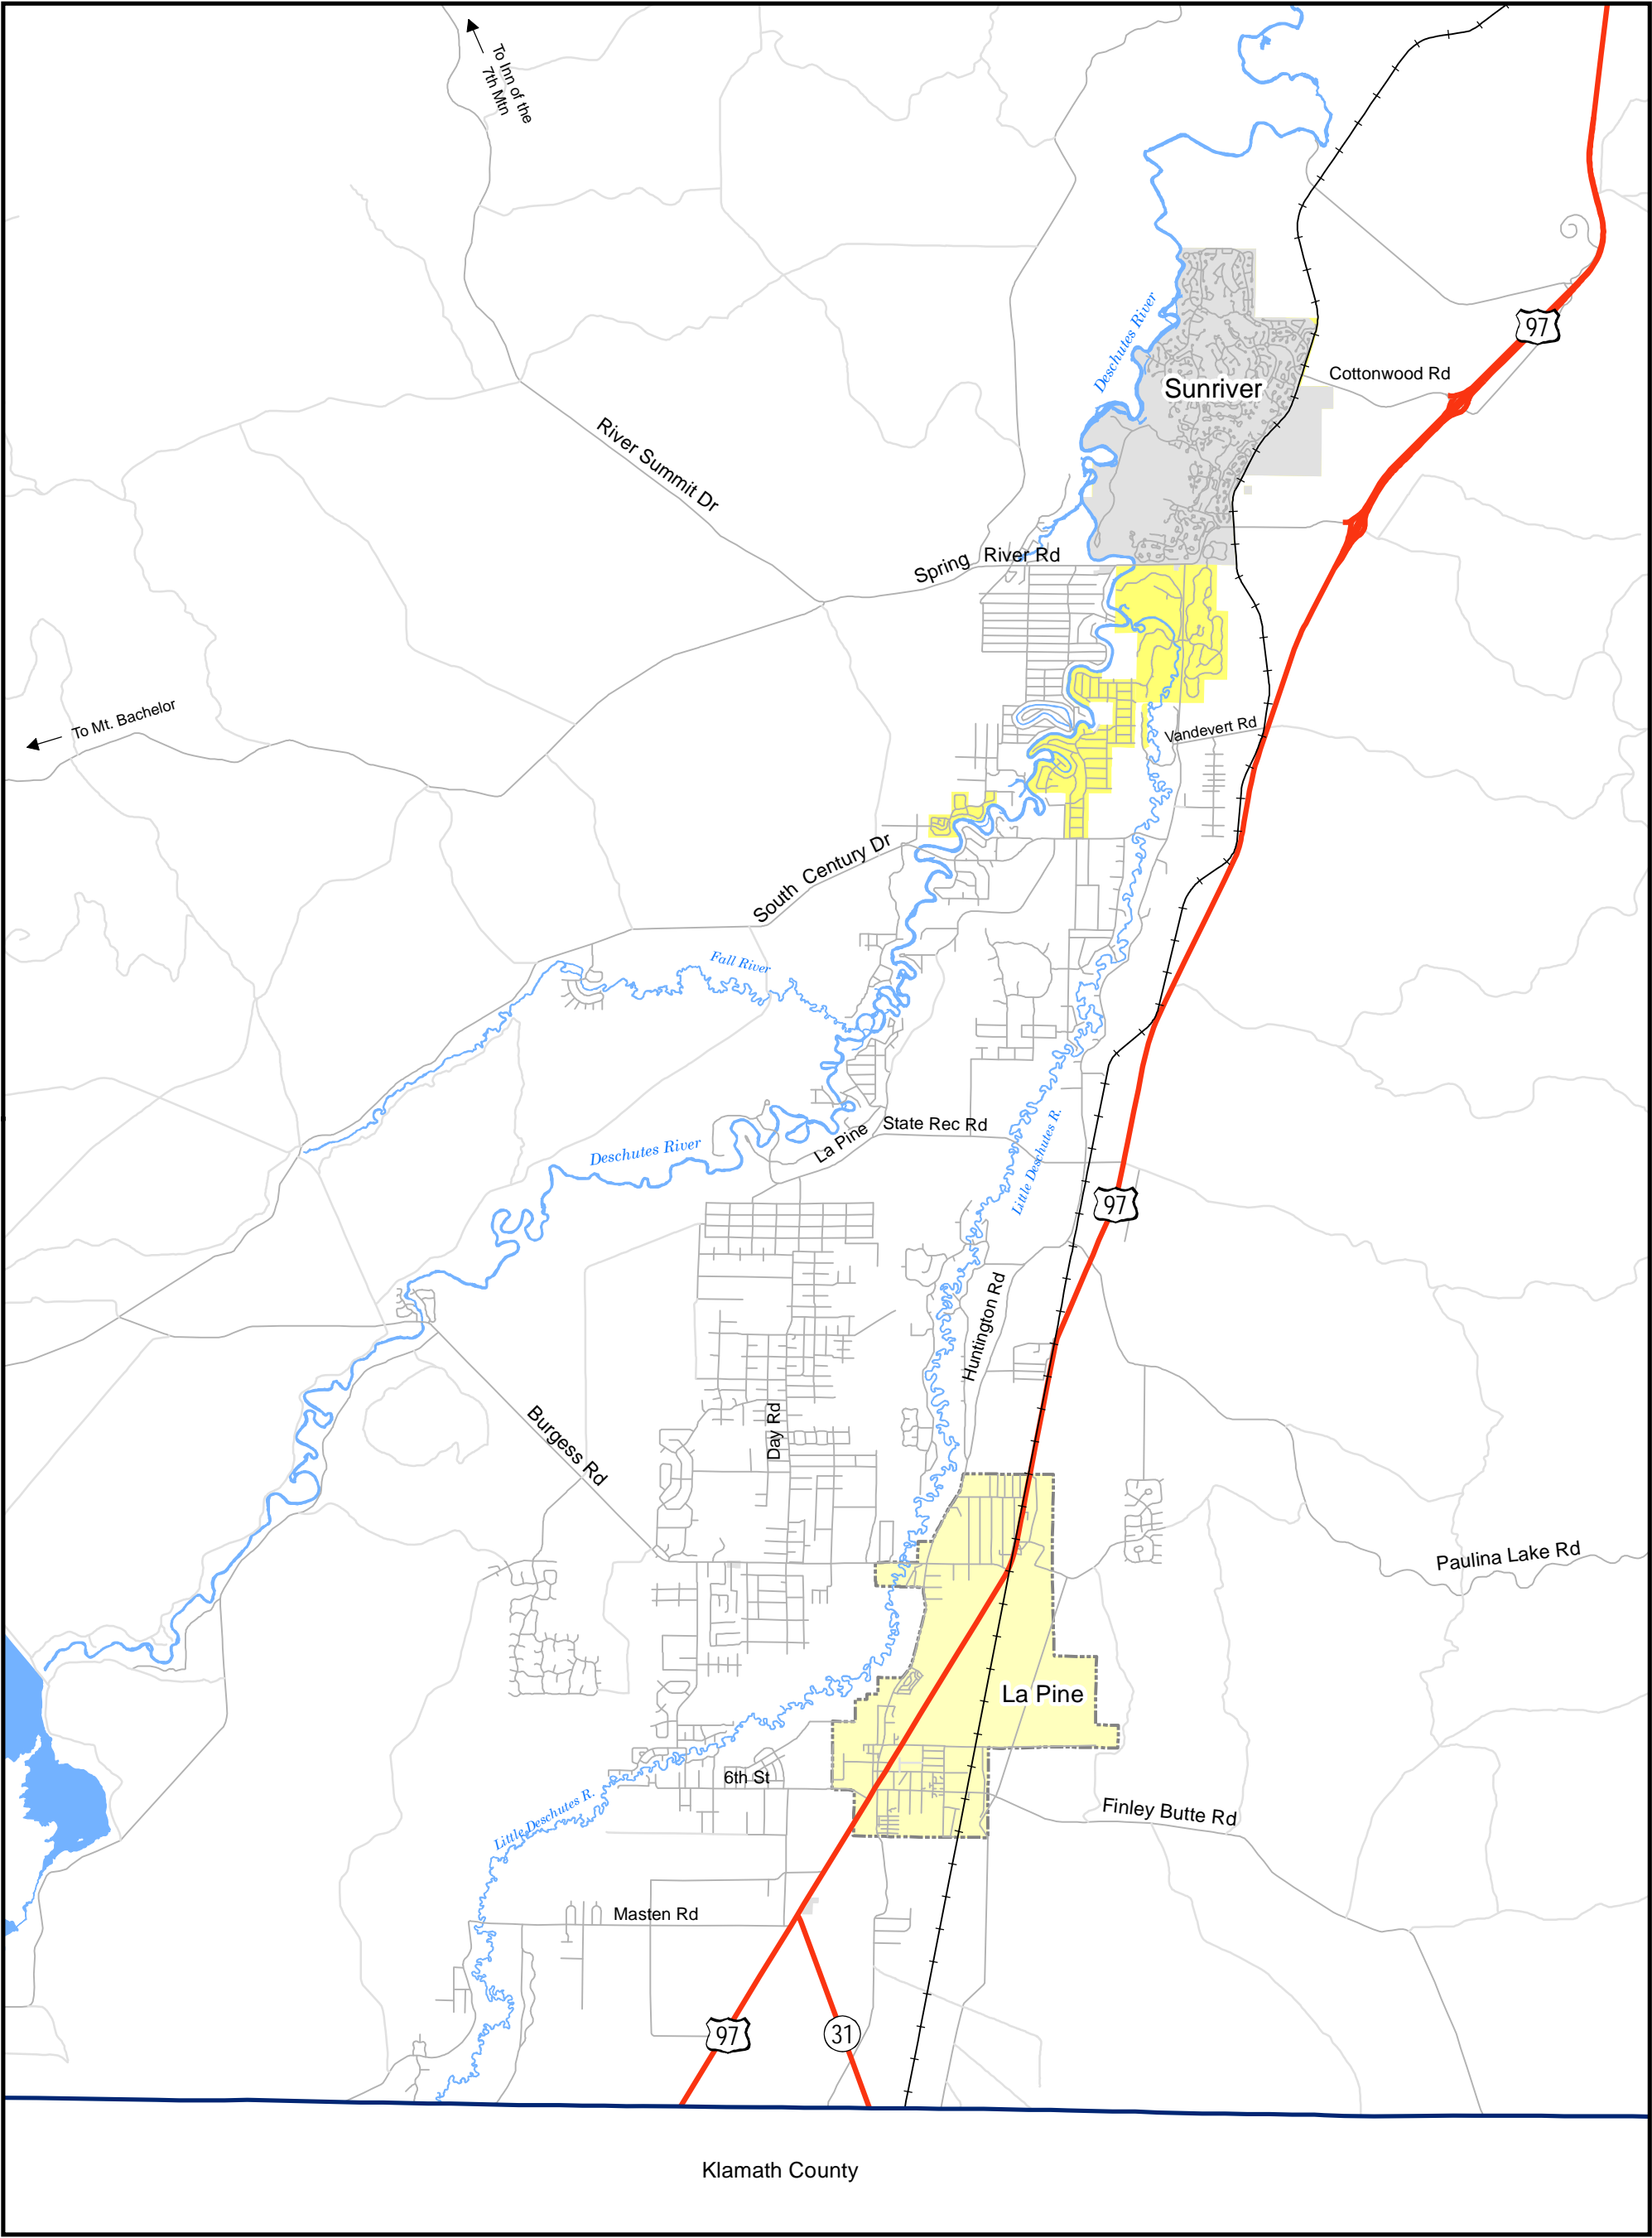 To Inn of the
7th Mtn
Deschutes River
97
Cottonwood Rd
Sunriver
River Summit Dr
Spring River Rd
To Mt. Bachelor
Vandevert Rd
South Century Dr
Fall River
State Rec Rd
La Pine
Deschutes River
Little Deschutes R.
97
Huntington Rd
Day Rd
Burgess Rd
Paulina Lake Rd
La Pine
6th St
Little Deschutes R.
Finley Butte Rd
Masten Rd
97
31
Klamath County